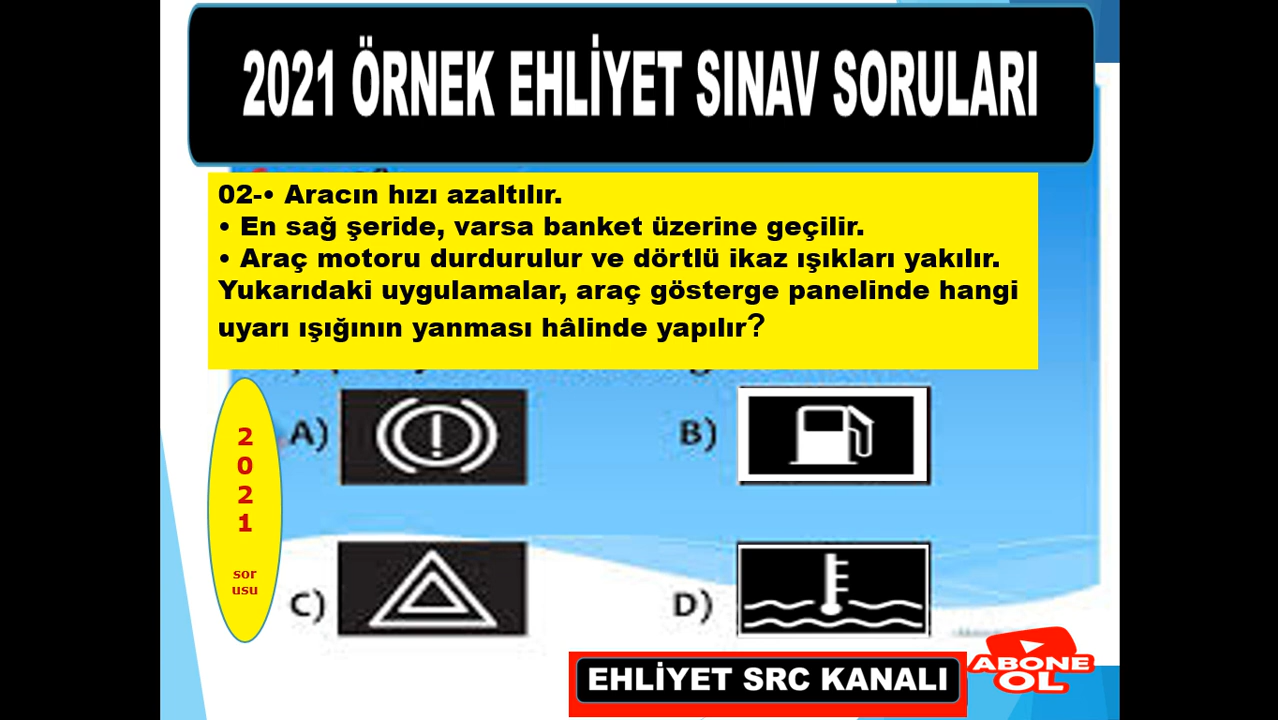 2021 ÖRNEK EHLİYET SINAV SORULARI
02-• Aracın hızı azaltılır.
• En sağ şeride, varsa banket üzerine geçilir.
• Araç motoru durdurulur ve dörtlü ikaz ışıkları yakılır.
Yukarıdaki uygulamalar, araç gösterge panelinde hangi
uyarı ışığının yanması hâlinde yapılır?
2
0
2
1
sor
usu
A)
B)
C)
D)
EHLİYET SRC KANALI
ABONE
OL